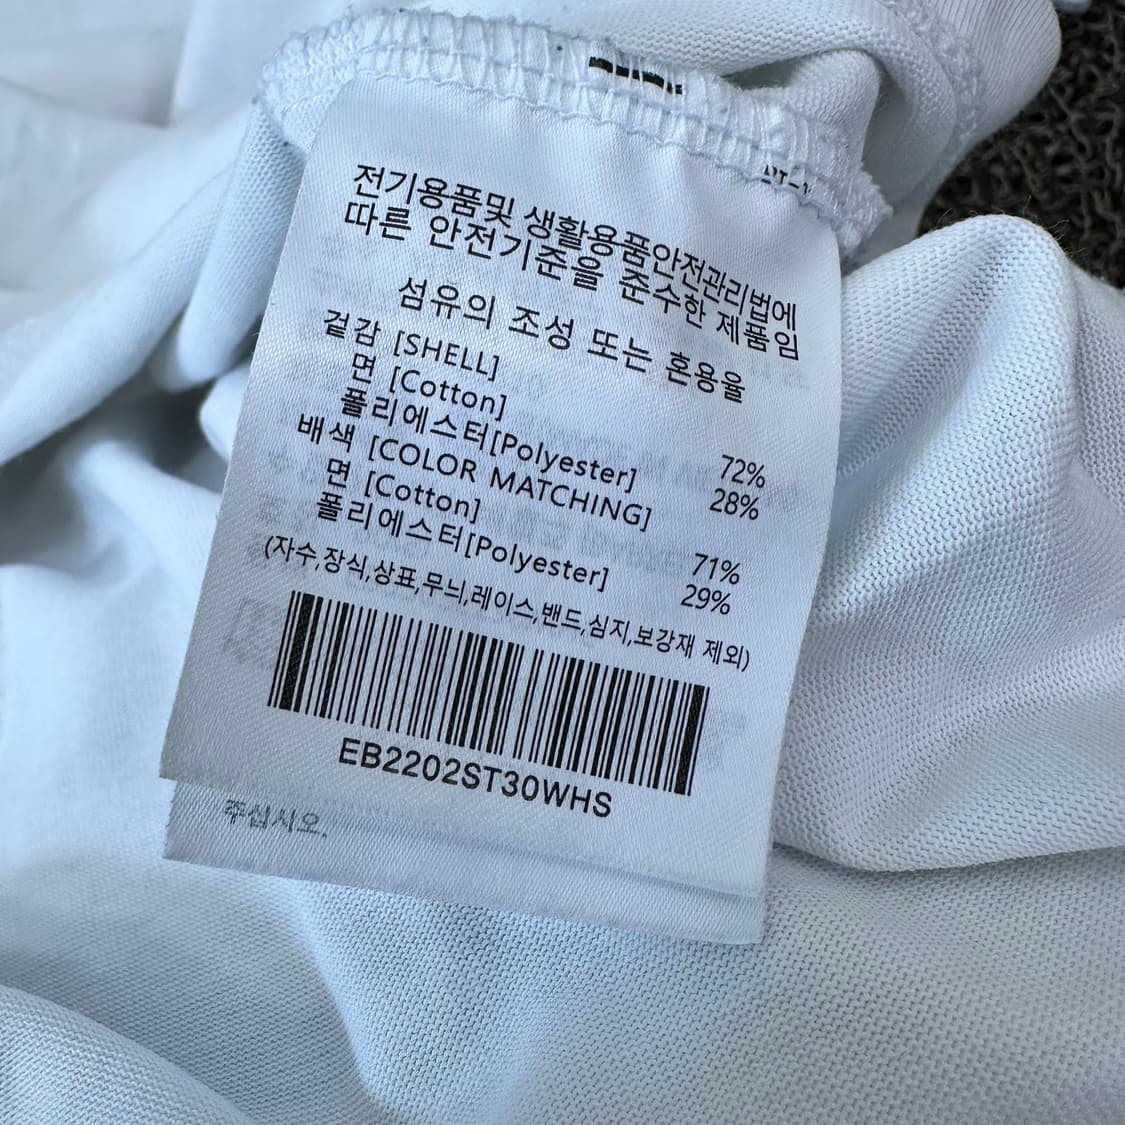 전기용품및 생활용품안전관리법에
따른 안전기준을 준수한 제품임
섬유의 조성 또는 혼용율
겉감 [SHELL]
면 [Cotton] 72%
폴리에스터[Polyester] 28%
배색 [COLOR MATCHING]
면 [Cotton] 71%
폴리에스터[Polyester] 29%
(자수,장식,상표,무늬,레이스,밴드,심지,보강재 제외)
EB2202ST30WHS
주십시오.